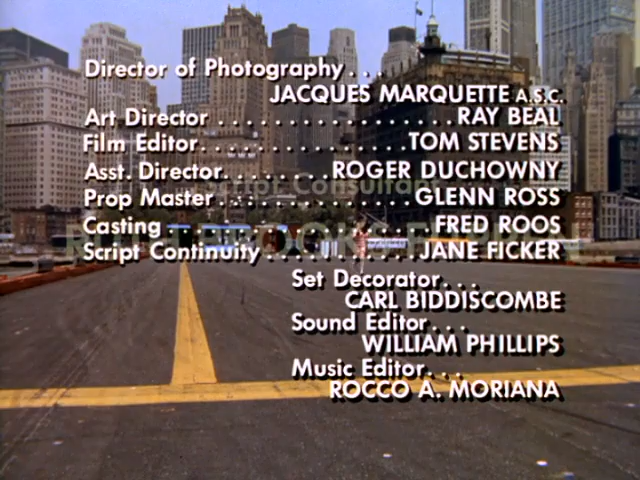 Director of Photography . . .
JACQUES MARQUETTE A.S.C.
Art Director . . . . . . . . . . . . . . . . . RAY BEAL
Film Editor . . . . . . . . . . . . . . TOM STEVENS
Script Consultant
Asst. Director . . . . . . . ROGER DUCHOWNY
Prop Master . . . . . . . . . . . . . GLENN ROSS
Casting . . . . . . . . . . . . . . . . . FRED ROOS
Script Continuity . . . . . . . . . . JANE FICKER
Set Decorator . . .
CARL BIDDISCOMBE
Sound Editor . . .
WILLIAM PHILLIPS
Music Editor . . .
ROCCO A. MORIANA